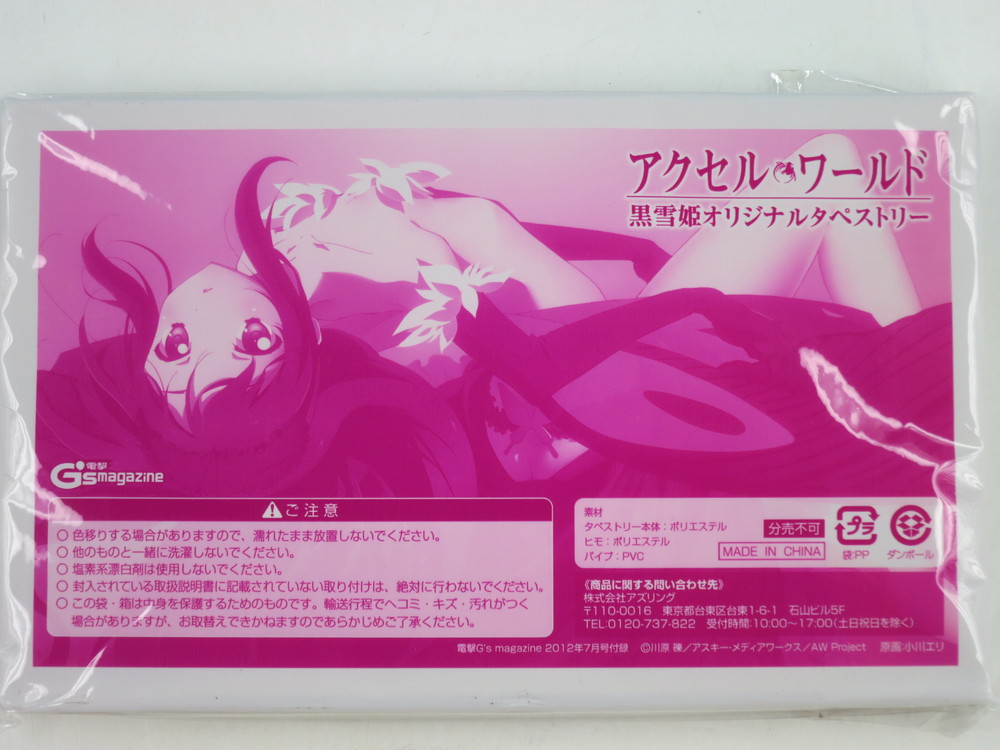 アクセル・ワールド
黒雪姫オリジナルタペストリー
電撃
G'smagazine
ご注意
○色移りする場合がありますので、濡れたまま放置しないでください。
○他のものと一緒に洗濯しないでください。
○塩素系漂白剤は使用しないでください。
○封入されている取扱説明書に記載されていない取り付けは、絶対に行わないでください。
○この袋・箱は中身を保護するためのものです。輸送行程でヘコミ・キズ・汚れがつく
場合がありますが、お取替えできかねますのであらかじめご了承ください。
素材
タペストリー本体:ポリエステル
ヒモ:ポリエステル
パイプ:PVC
分売不可
MADE IN CHINA
プラ
袋:PP
ダンボール
《商品に関する問い合わせ先》
株式会社アズリング
〒110-0016 東京都台東区台東1-6-1 石山ビル5F
TEL:0120-737-822 受付時間:10:00〜17:00(土日祝日を除く)
電撃G's magazine 2012年7月号付録 ©川原 礫／アスキー・メディアワークス／AW Project 原画:小川エリ